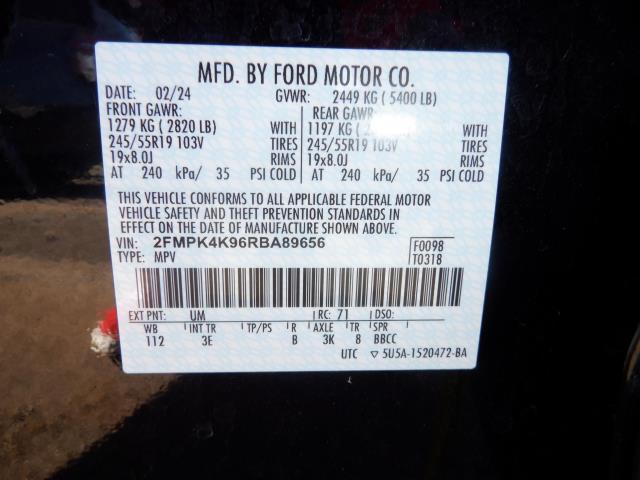 MFD. BY FORD MOTOR CO.
DATE: 02/24 GVWR: 2449 KG ( 5400 LB)
FRONT GAWR: REAR GAWR:
1279 KG ( 2820 LB) WITH 1197 KG ( WITH
245/55R19 103V TIRES 245/55R19 103V TIRES
19x8.0J RIMS 19x8.0J RIMS
AT 240 kPa/ 35 PSI COLD AT 240 kPa/ 35 PSI COLD
THIS VEHICLE CONFORMS TO ALL APPLICABLE FEDERAL MOTOR
VEHICLE SAFETY AND THEFT PREVENTION STANDARDS IN
EFFECT ON THE DATE OF MANUFACTURE SHOWN ABOVE.
VIN: 2FMPK4K96RBA89656 F0098
TYPE: MPV T0318
EXT PNT: UM RC: 71 DSO:
WB INT TR TP/PS R AXLE TR SPR
112 3E B 3K 8 BBCC
UTC ▽5U5A-1520472-BA